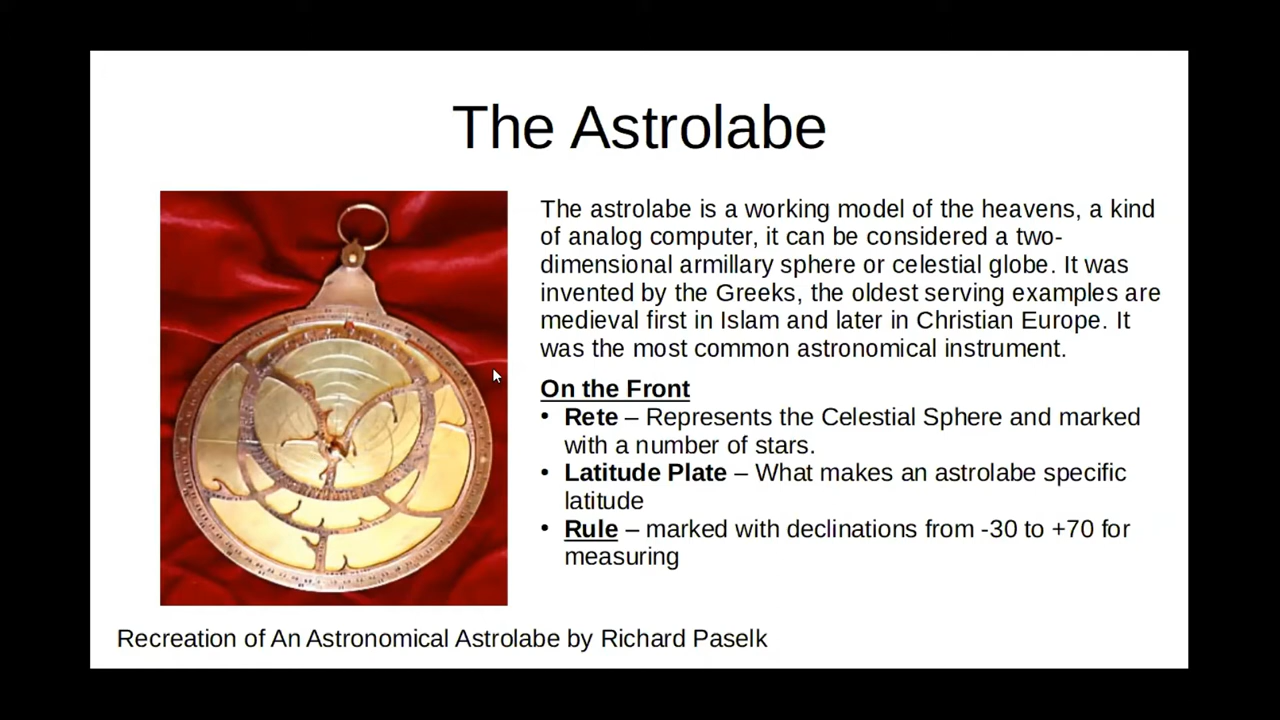 The Astrolabe
The astrolabe is a working model of the heavens, a kind
of analog computer, it can be considered a two-
dimensional armillary sphere or celestial globe. It was
invented by the Greeks, the oldest serving examples are
medieval first in Islam and later in Christian Europe. It
was the most common astronomical instrument.
On the Front
• Rete – Represents the Celestial Sphere and marked
with a number of stars.
• Latitude Plate – What makes an astrolabe specific
latitude
• Rule – marked with declinations from -30 to +70 for
measuring
Recreation of An Astronomical Astrolabe by Richard Paselk